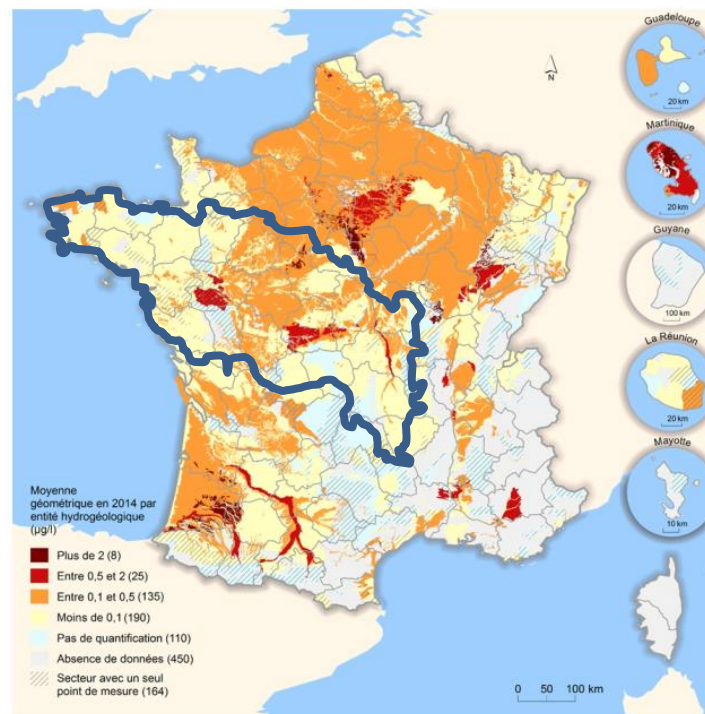 Guadeloupe
20 km
Martinique
20 km
Guyane
100 km
La Réunion
20 km
Mayotte
10 km
N
Moyenne
géométrique en 2014 par
entité hydrogéologique
(µg/l)
Plus de 2 (8)
Entre 0,5 et 2 (25)
Entre 0,1 et 0,5 (135)
Moins de 0,1 (190)
Pas de quantification (110)
Absence de données (450)
Secteur avec un seul
point de mesure (164)
0 50 100 km